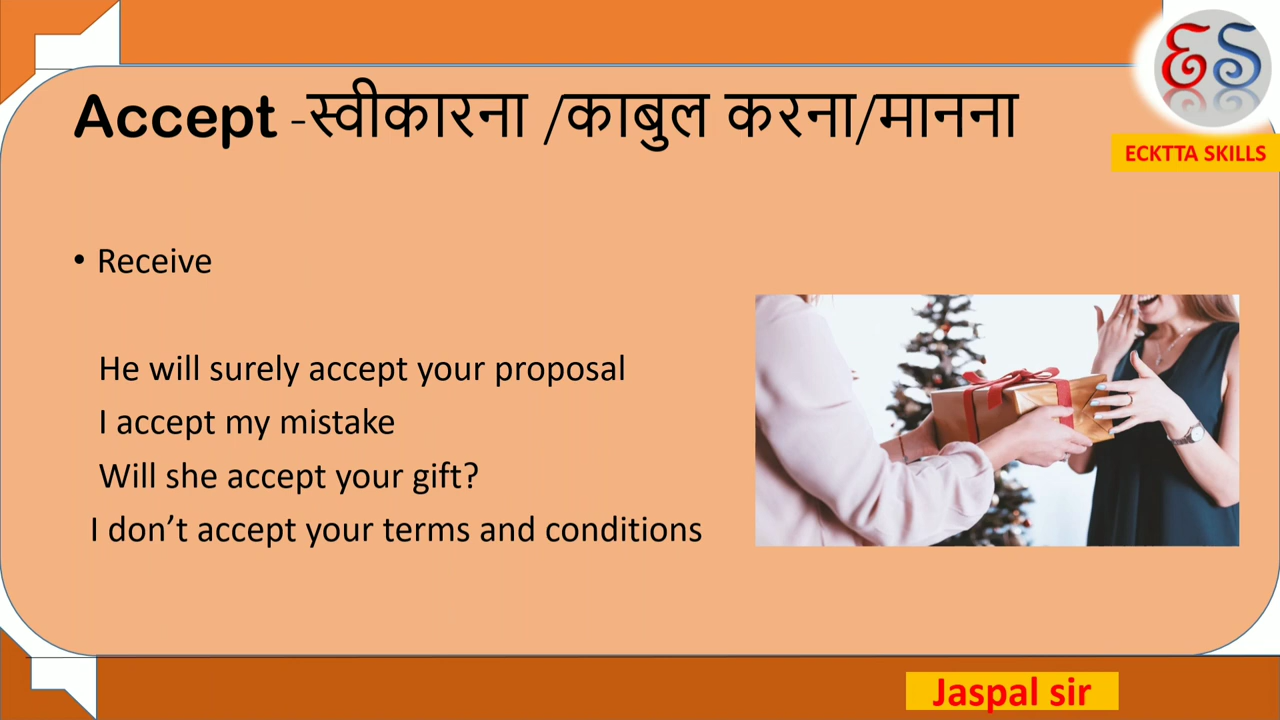 ES
ECKTTA SKILLS
Accept -स्वीकारना /काबुल करना/मानना
• Receive
He will surely accept your proposal
I accept my mistake
Will she accept your gift?
I don’t accept your terms and conditions
Jaspal sir